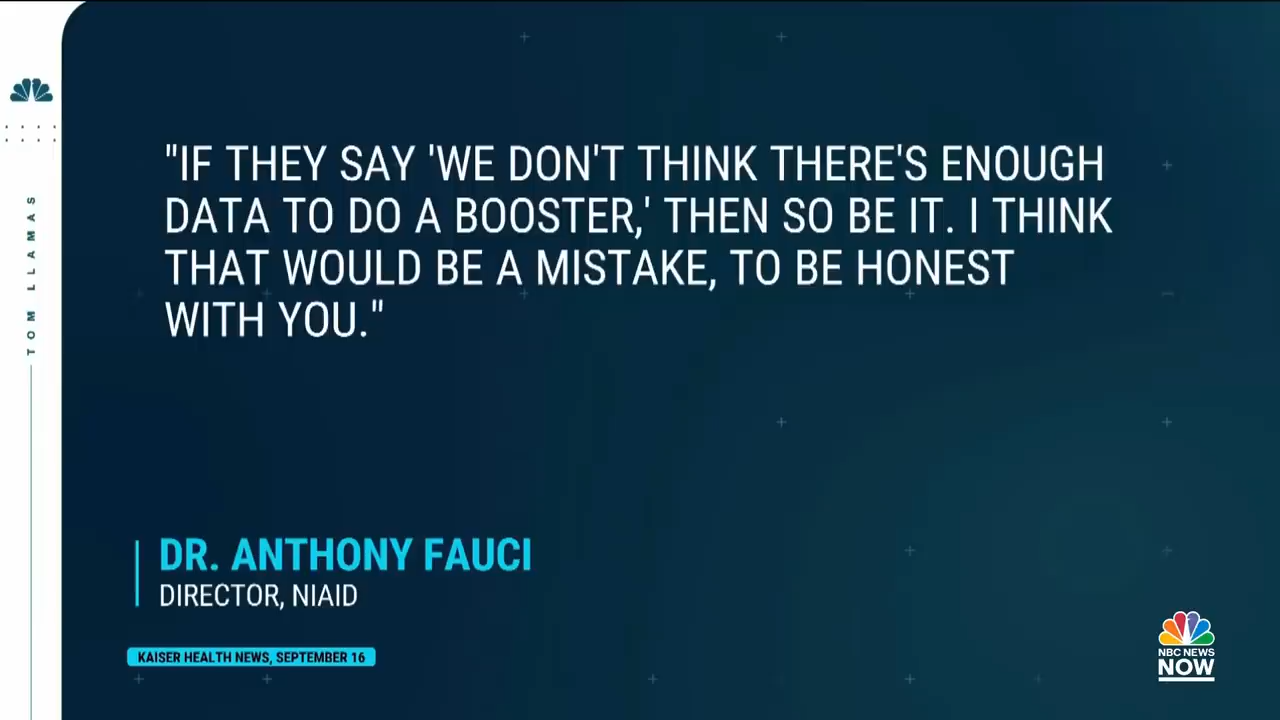 TOM LLAMAS
"IF THEY SAY 'WE DON'T THINK THERE'S ENOUGH
DATA TO DO A BOOSTER,' THEN SO BE IT. I THINK
THAT WOULD BE A MISTAKE, TO BE HONEST
WITH YOU."
DR. ANTHONY FAUCI
DIRECTOR, NIAID
KAISER HEALTH NEWS, SEPTEMBER 16
NBC NEWS
NOW